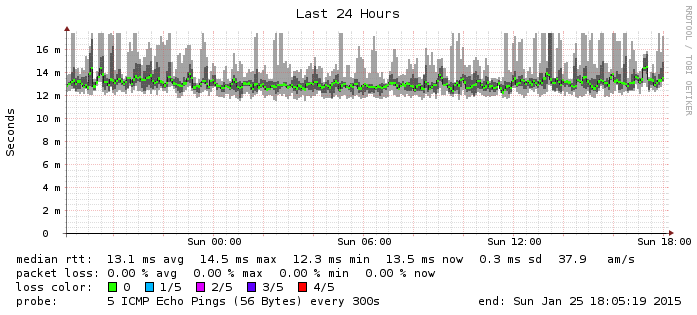 Last 24 Hours
RRDTOOL / TOBI OETIKER
Seconds
16 m
14 m
12 m
10 m
8 m
6 m
4 m
2 m
0
Sun 00:00 Sun 06:00 Sun 12:00 Sun 18:00
median rtt: 13.1 ms avg 14.5 ms max 12.3 ms min 13.5 ms now 0.3 ms sd 37.9 am/s
packet loss: 0.00 % avg 0.00 % max 0.00 % min 0.00 % now
loss color: 0 1/5 2/5 3/5 4/5
probe: 5 ICMP Echo Pings (56 Bytes) every 300s end: Sun Jan 25 18:05:19 2015